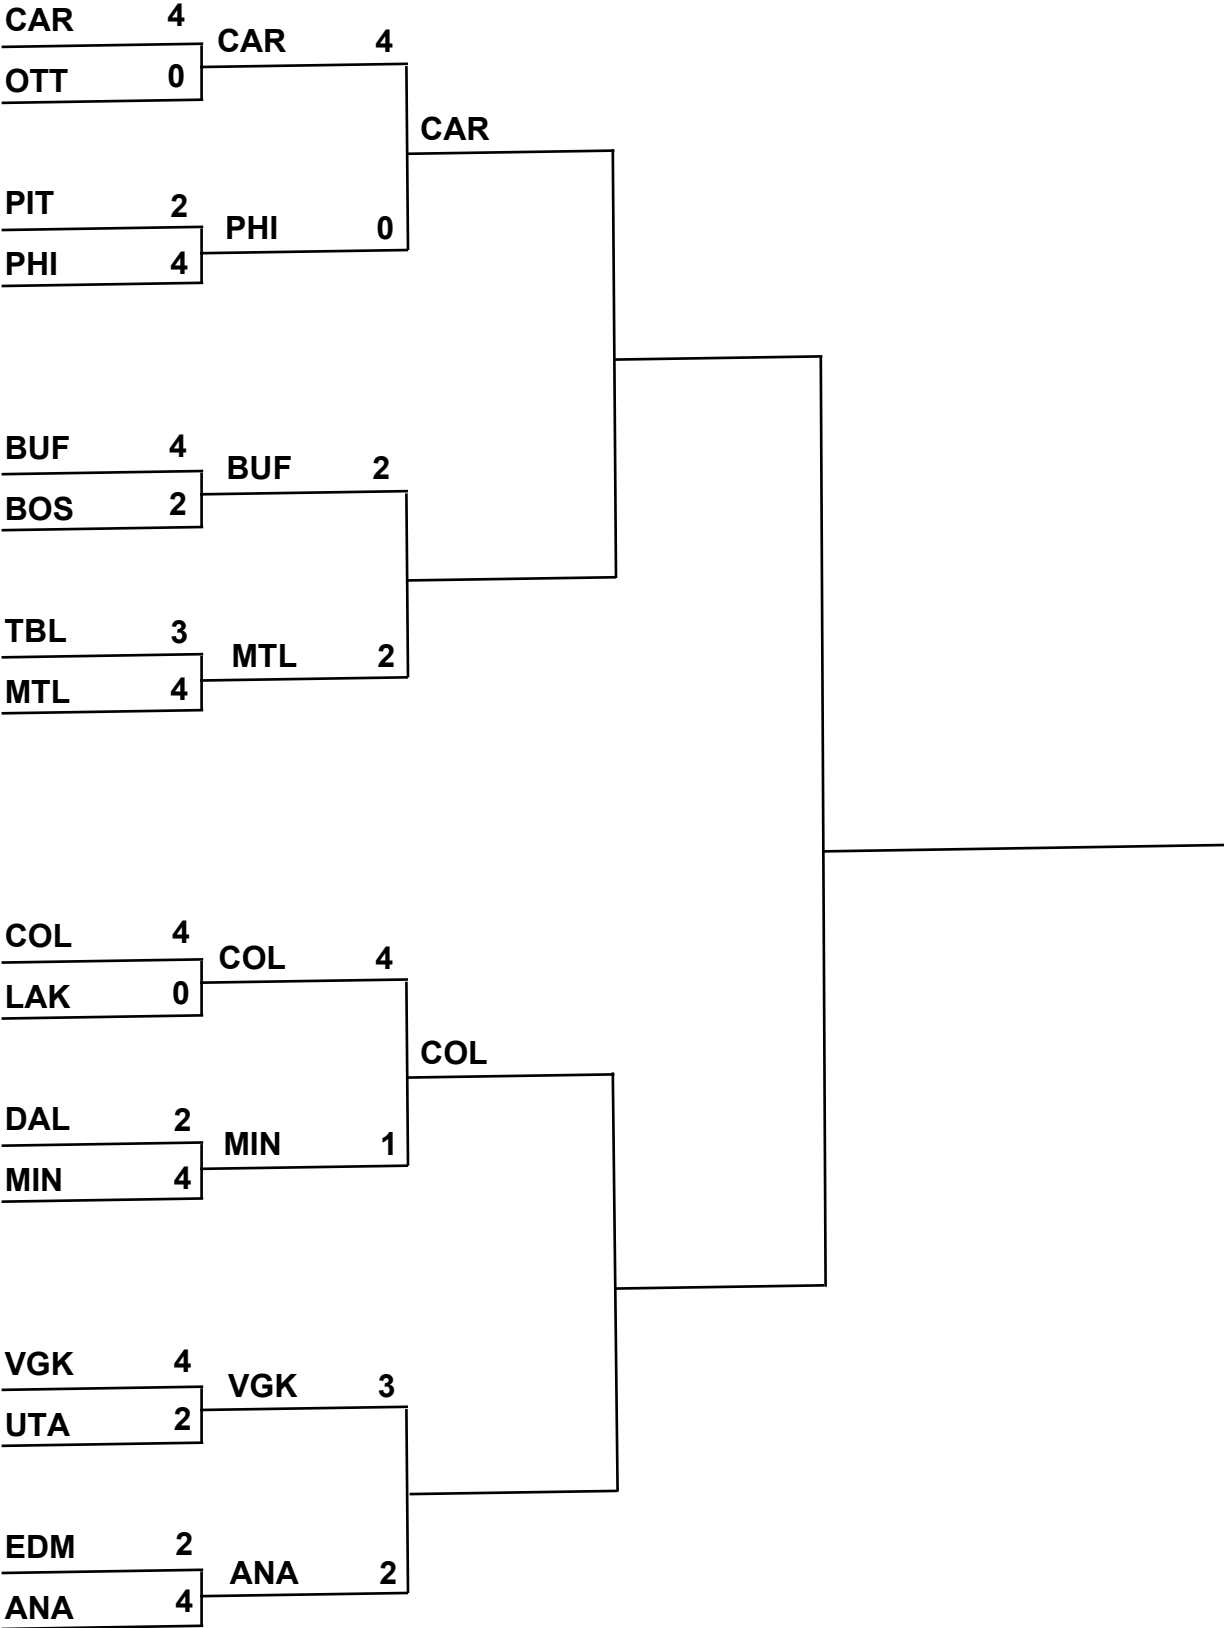 CAR 4
OTT 0
CAR 4
PIT 2
PHI 4
PHI 0
CAR
BUF 4
BOS 2
BUF 2
TBL 3
MTL 4
MTL 2
COL 4
LAK 0
COL 4
DAL 2
MIN 4
MIN 1
COL
VGK 4
UTA 2
VGK 3
EDM 2
ANA 4
ANA 2